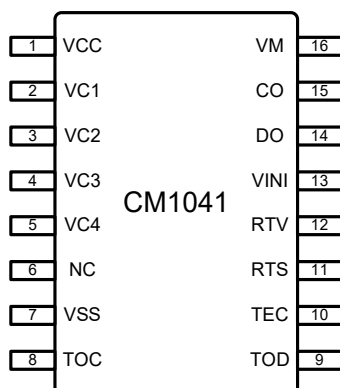 1 VCC VM 16
2 VC1 CO 15
3 VC2 DO 14
4 VC3 VINI 13
CM1041
5 VC4 RTV 12
6 NC RTS 11
7 VSS TEC 10
8 TOC TOD 9